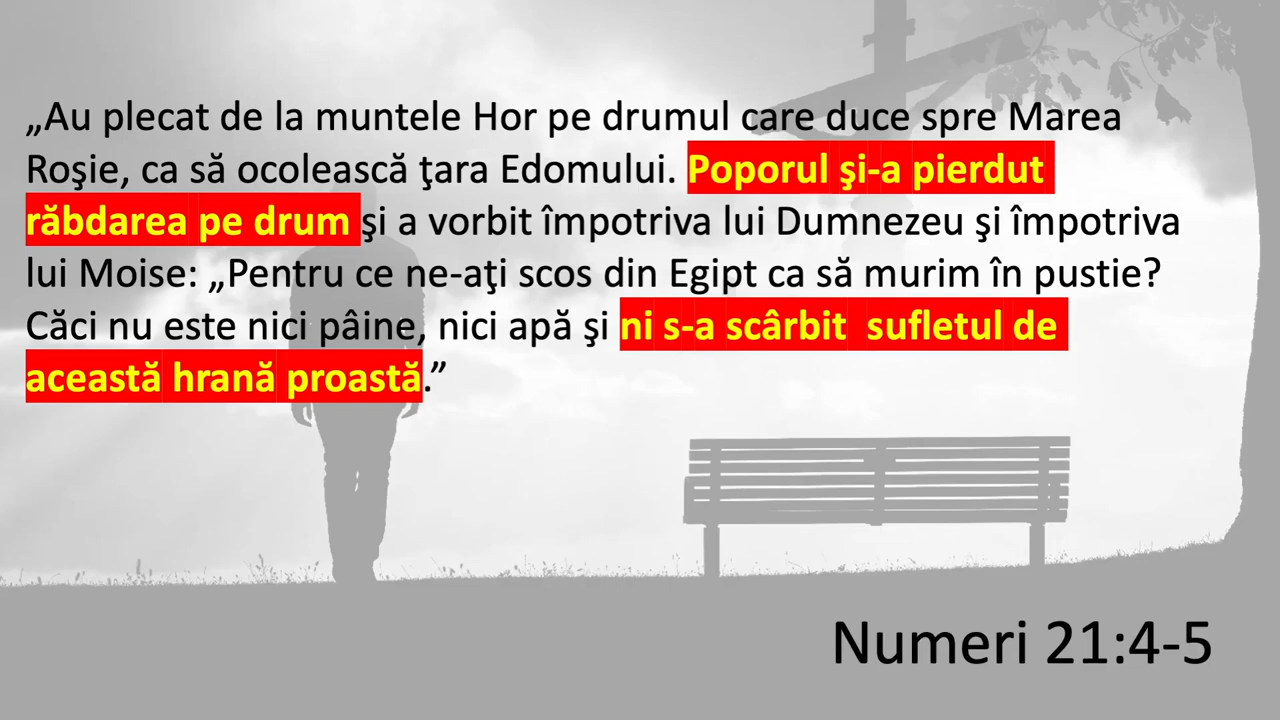 „Au plecat de la muntele Hor pe drumul care duce spre Marea
Roşie, ca să ocolească ţara Edomului. Poporul şi-a pierdut
răbdarea pe drum şi a vorbit împotriva lui Dumnezeu şi împotriva
lui Moise: „Pentru ce ne-aţi scos din Egipt ca să murim în pustie?
Căci nu este nici pâine, nici apă şi ni s-a scârbit  sufletul de
această hrană proastă.”
Numeri 21:4-5